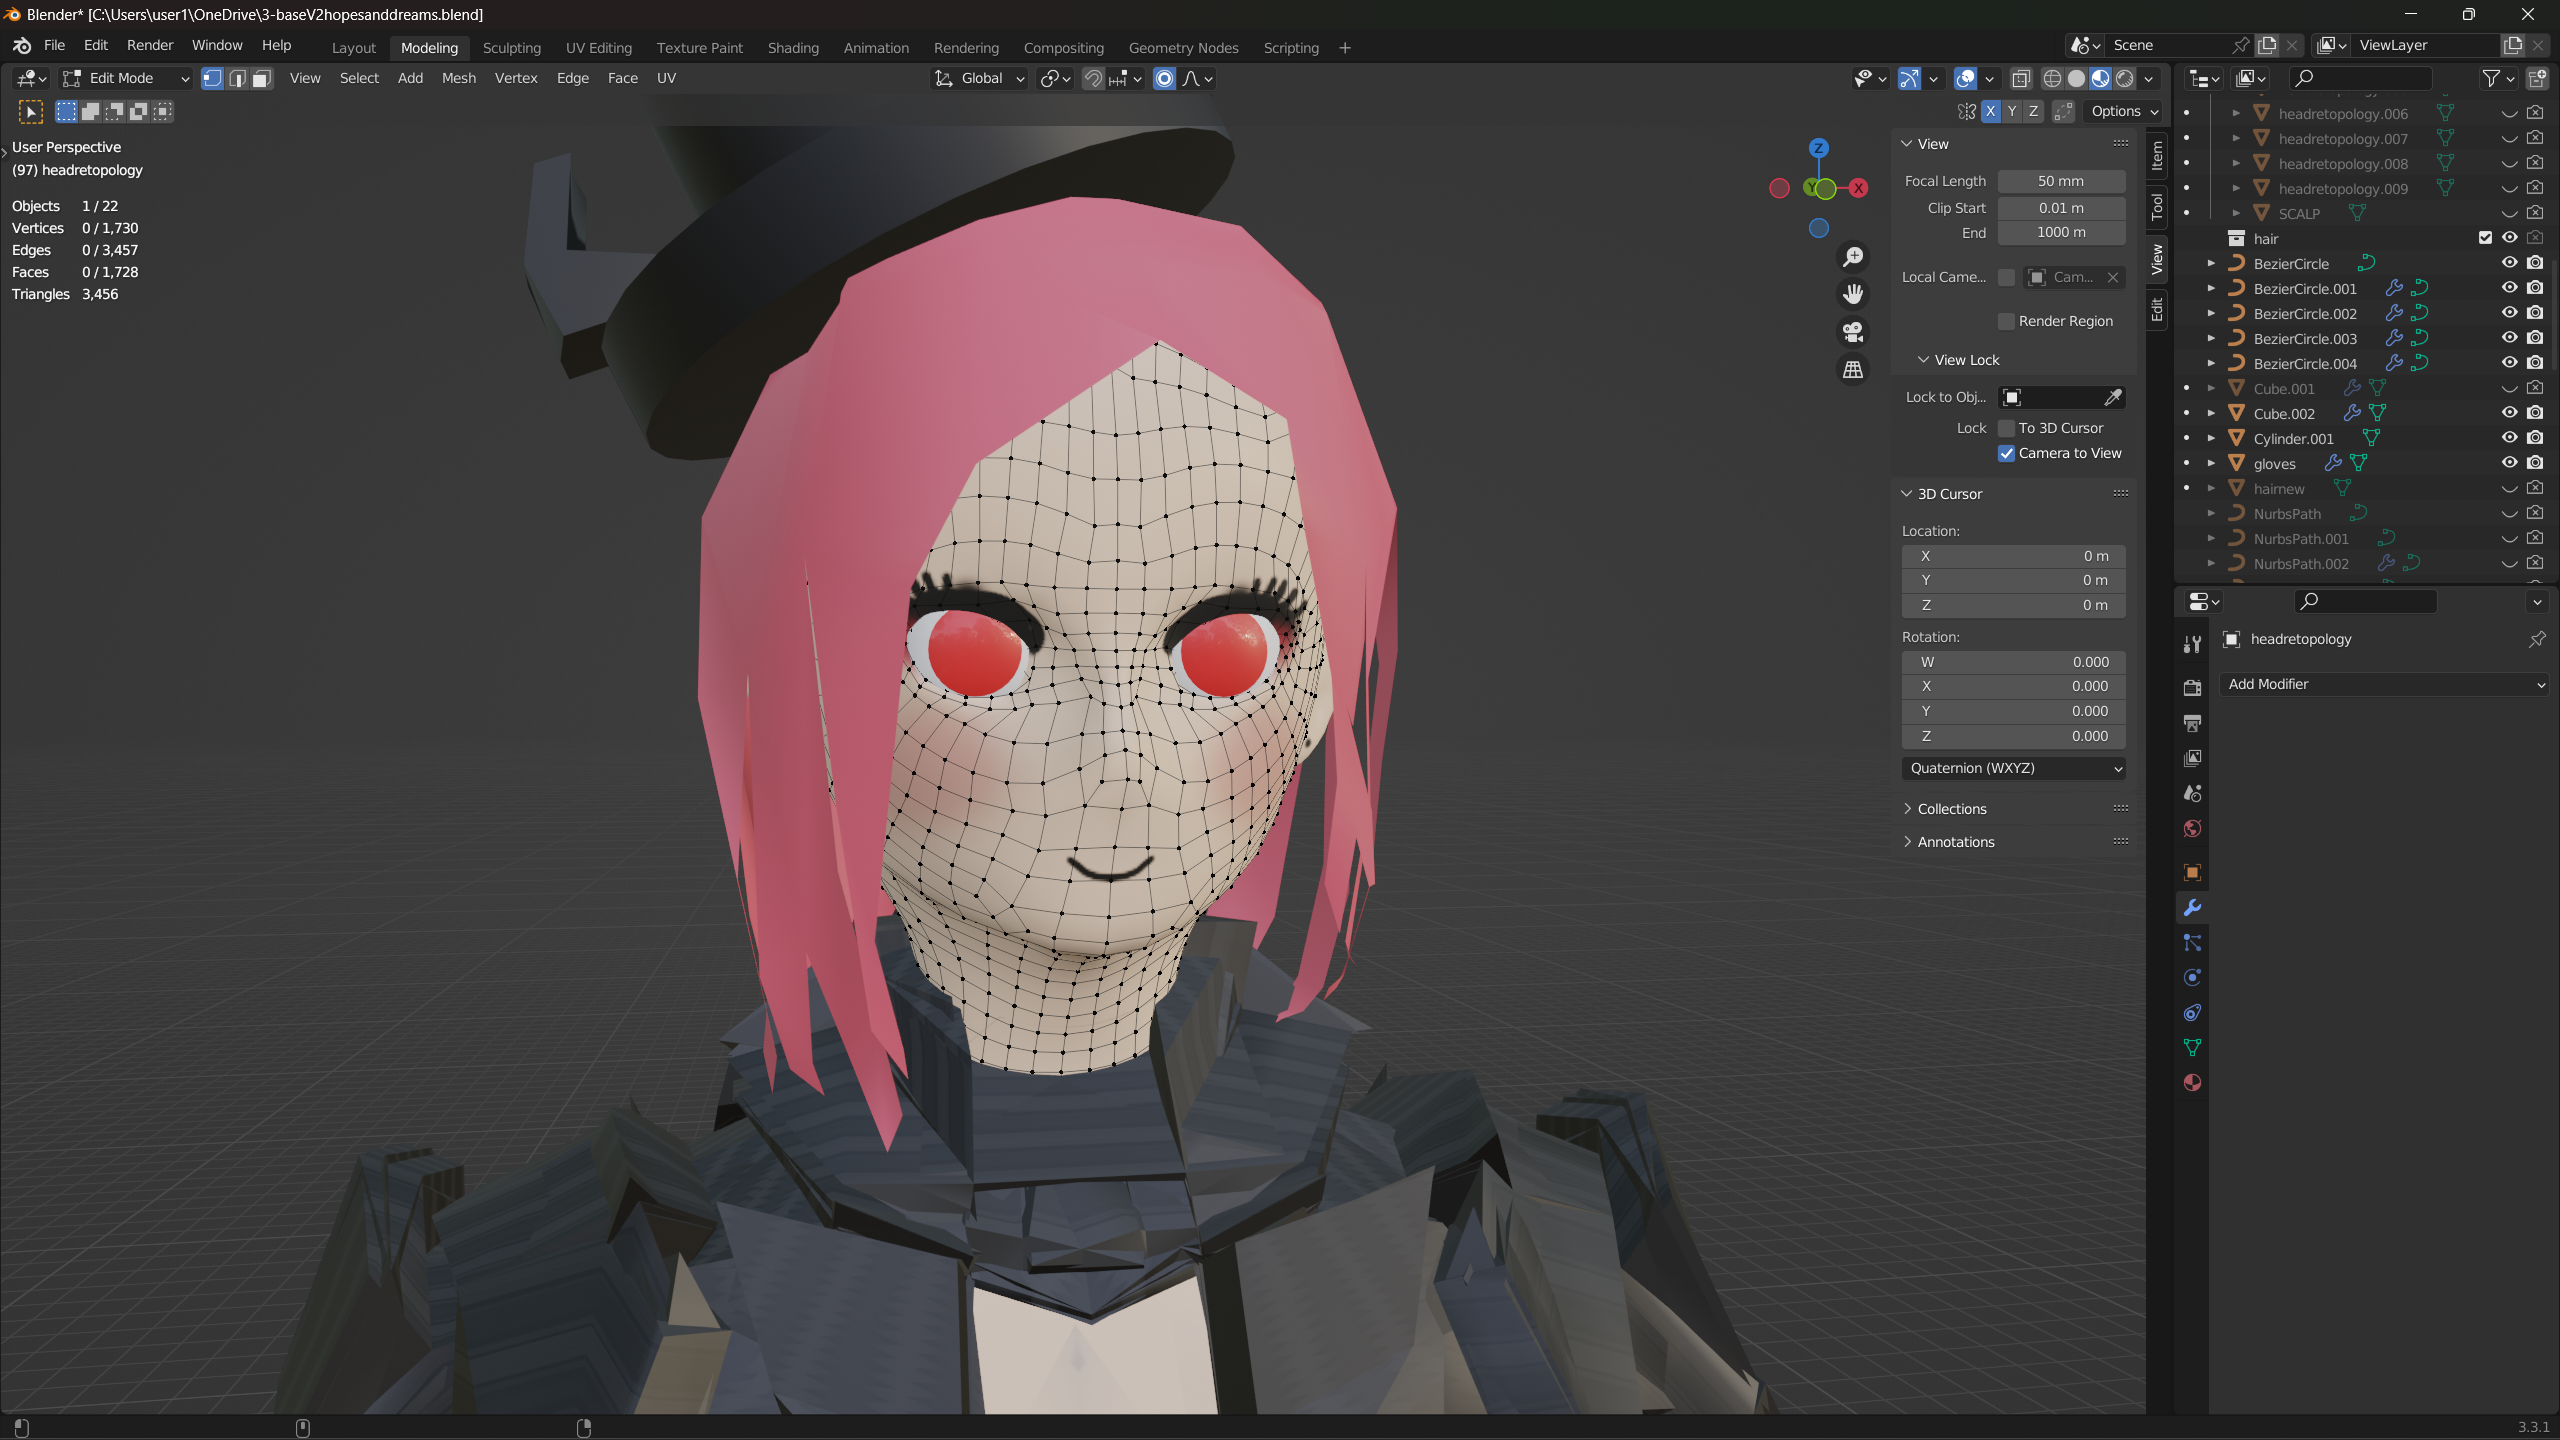 Blender* [C:\Users\user1\OneDrive\3-baseV2hopesanddreams.blend]
File Edit Render Window Help Layout Modeling Sculpting UV Editing Texture Paint Shading Animation Rendering Compositing Geometry Nodes Scripting + Scene ViewLayer
Edit Mode View Select Add Mesh Vertex Edge Face UV Global
X Y Z Options
User Perspective
(97) headretopology
Objects 1 / 22
Vertices 0 / 1,730
Edges 0 / 3,457
Faces 0 / 1,728
Triangles 3,456
Z
Y
X
View
Focal Length 50 mm
Clip Start 0.01 m
End 1000 m
Local Came... Cam...
Render Region
View Lock
Lock to Obj...
Lock To 3D Cursor
Camera to View
3D Cursor
Location:
X 0 m
Y 0 m
Z 0 m
Rotation:
W 0.000
X 0.000
Y 0.000
Z 0.000
Quaternion (WXYZ)
Collections
Annotations
Item
Tool
View
Edit
headretopology.006
headretopology.007
headretopology.008
headretopology.009
SCALP
hair
BezierCircle
BezierCircle.001
BezierCircle.002
BezierCircle.003
BezierCircle.004
Cube.001
Cube.002
Cylinder.001
gloves
hairnew
NurbsPath
NurbsPath.001
NurbsPath.002
headretopology
Add Modifier
3.3.1